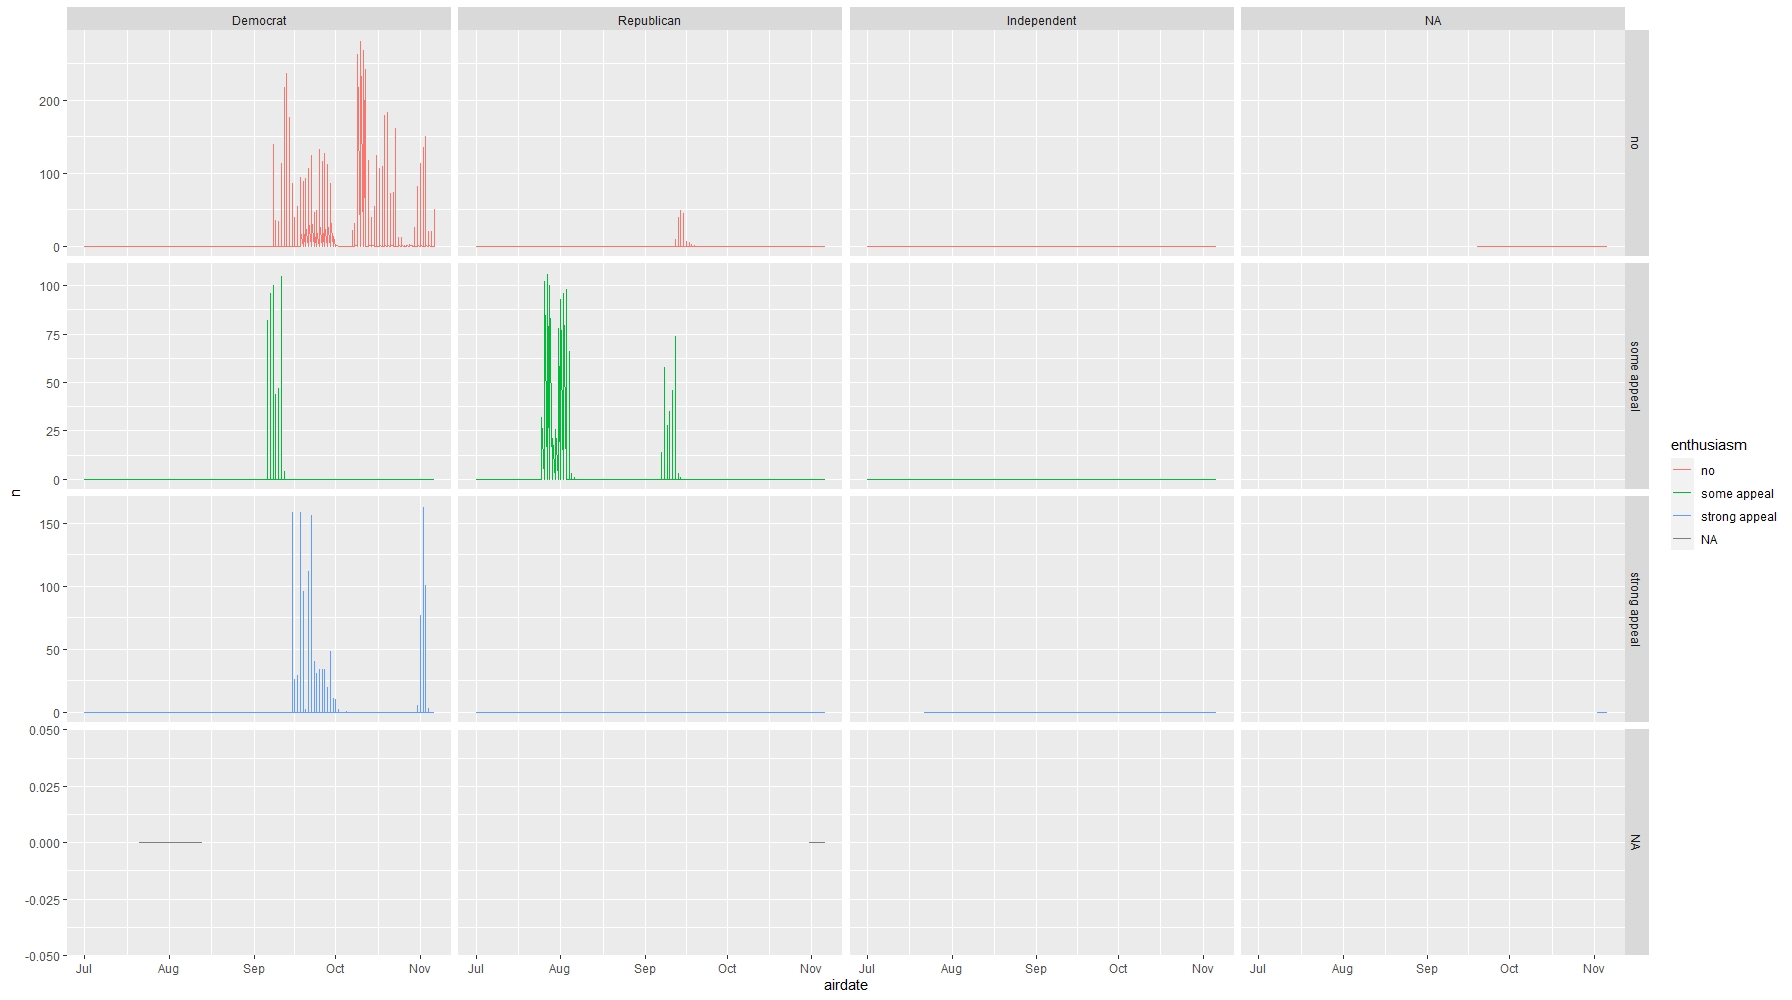 Democrat
Republican
Independent
NA
200
100
0
no
100
75
50
25
0
some appeal
150
100
50
0
strong appeal
0.050
0.025
0.000
-0.025
-0.050
NA
n
Jul Aug Sep Oct Nov
Jul Aug Sep Oct Nov
Jul Aug Sep Oct Nov
Jul Aug Sep Oct Nov
airdate
enthusiasm
no
some appeal
strong appeal
NA